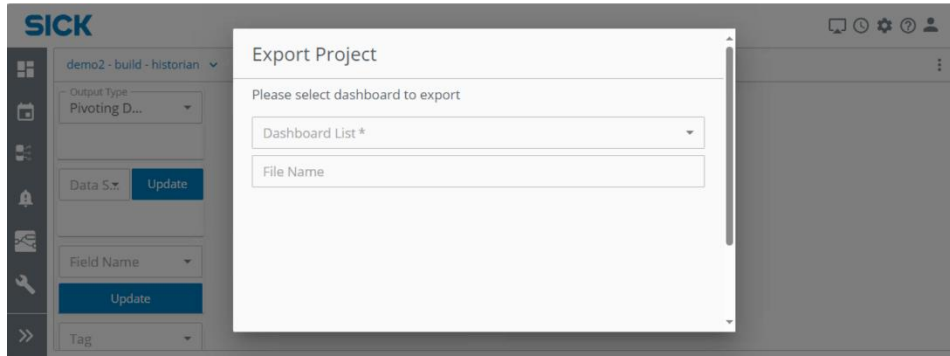 SICK
demo2 - build - historian
Output Type
Pivoting D...
Data S...
Update
Field Name
Update
Tag
Export Project
Please select dashboard to export
Dashboard List *
File Name